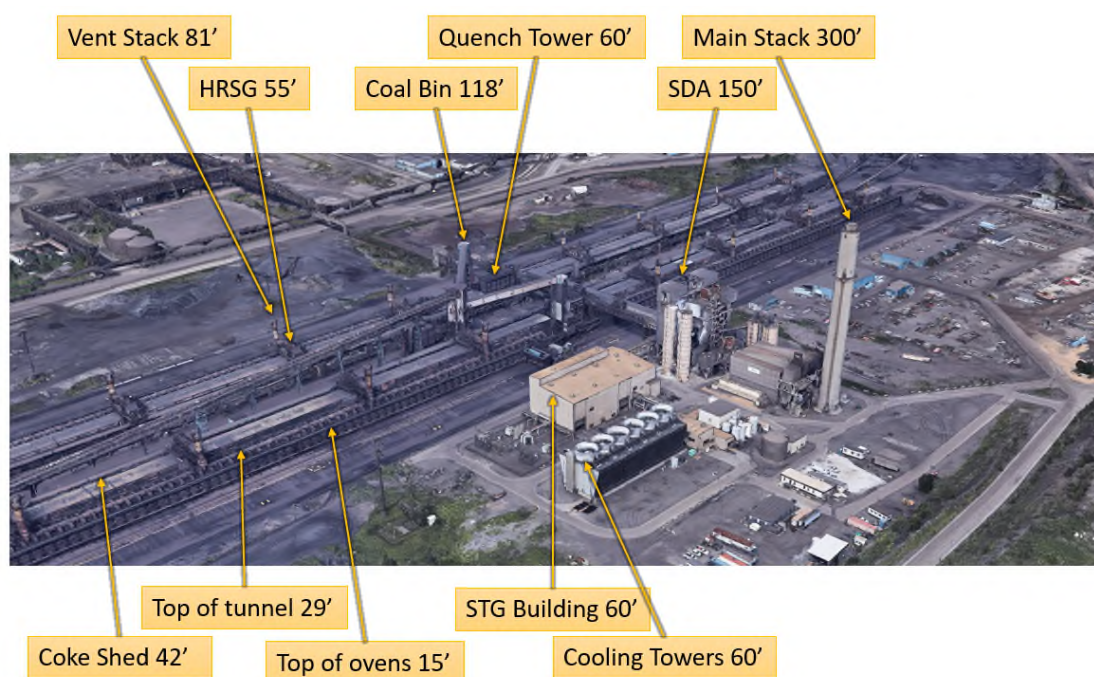 Vent Stack 81’
Quench Tower 60’
Main Stack 300’
HRSG 55’
Coal Bin 118’
SDA 150’
Top of tunnel 29’
STG Building 60’
Coke Shed 42’
Top of ovens 15’
Cooling Towers 60’